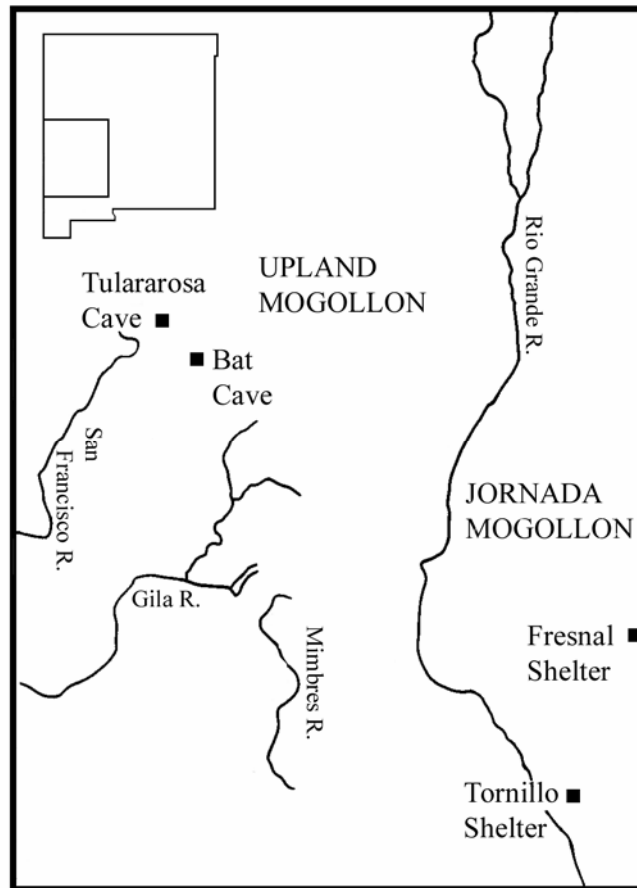 Rio Grande R.
UPLAND
MOGOLLON
Tulararosa
Cave
Bat
Cave
San
Francisco R.
JORNADA
MOGOLLON
Gila R.
Mimbres R.
Fresnal
Shelter
Tornillo
Shelter